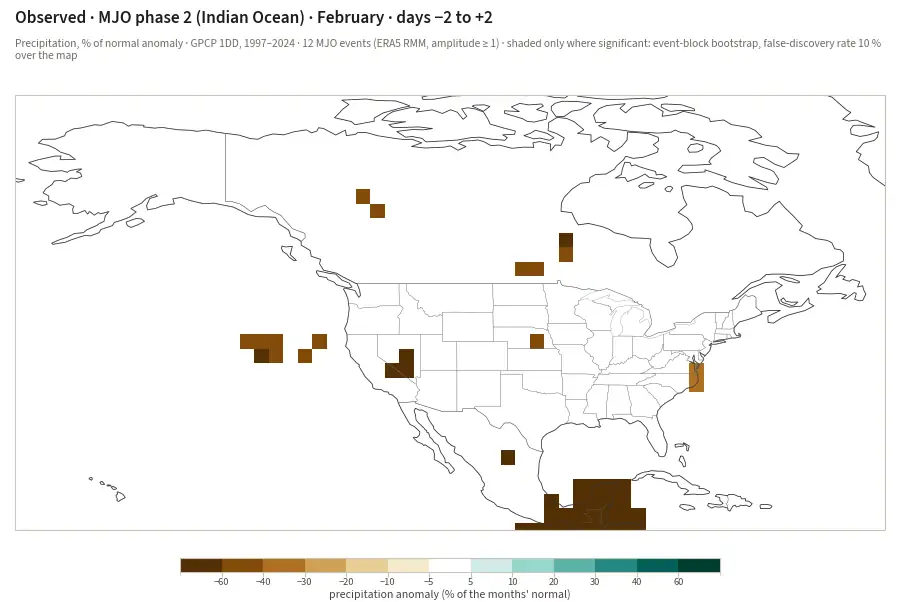 Observed · MJO phase 2 (Indian Ocean) · February · days −2 to +2
Precipitation, % of normal anomaly · GPCP 1DD, 1997–2024 · 12 MJO events (ERA5 RMM, amplitude ≥ 1) · shaded only where significant: event-block bootstrap, false-discovery rate 10 %
over the map
−60 −40 −30 −20 −10 −5 5 10 20 30 40 60
precipitation anomaly (% of the months' normal)